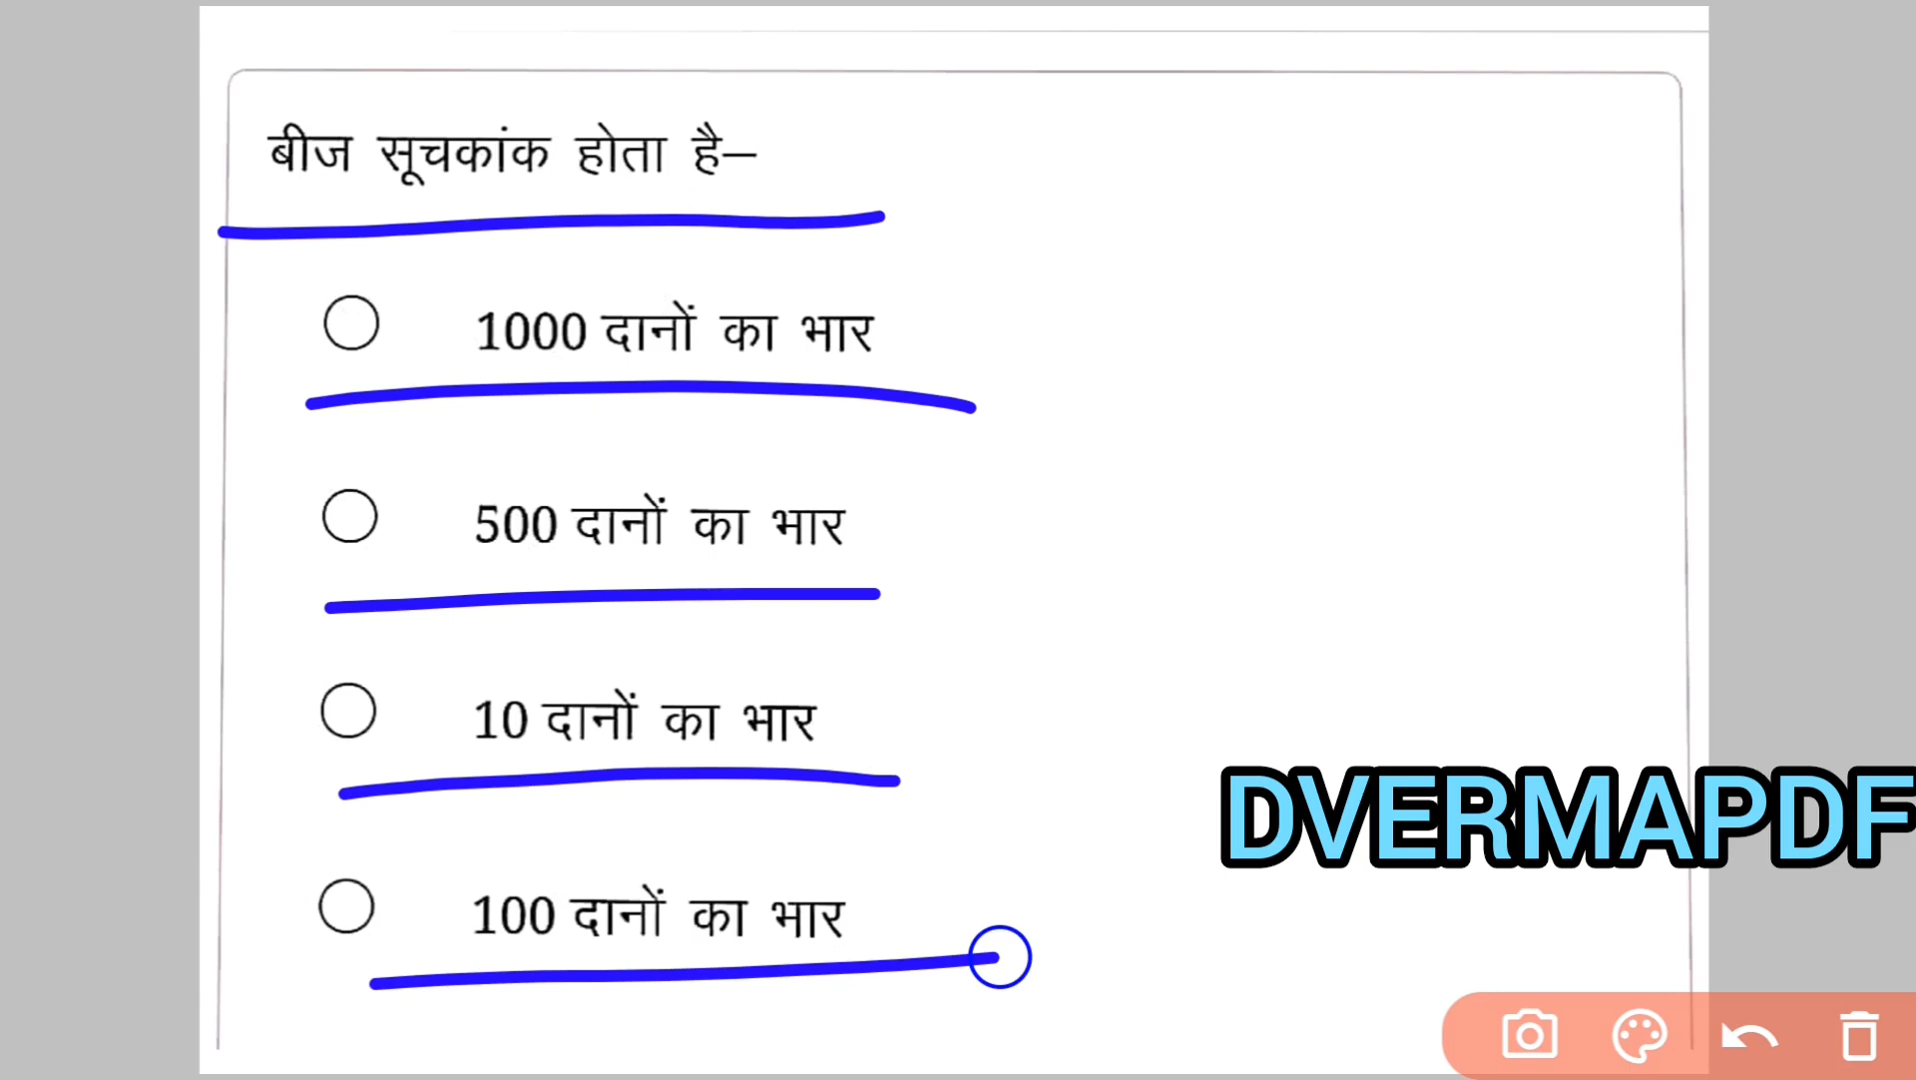 बीज सूचकांक होता है–
1000 दानों का भार
500 दानों का भार
10 दानों का भार
100 दानों का भार
DVERMAPDF